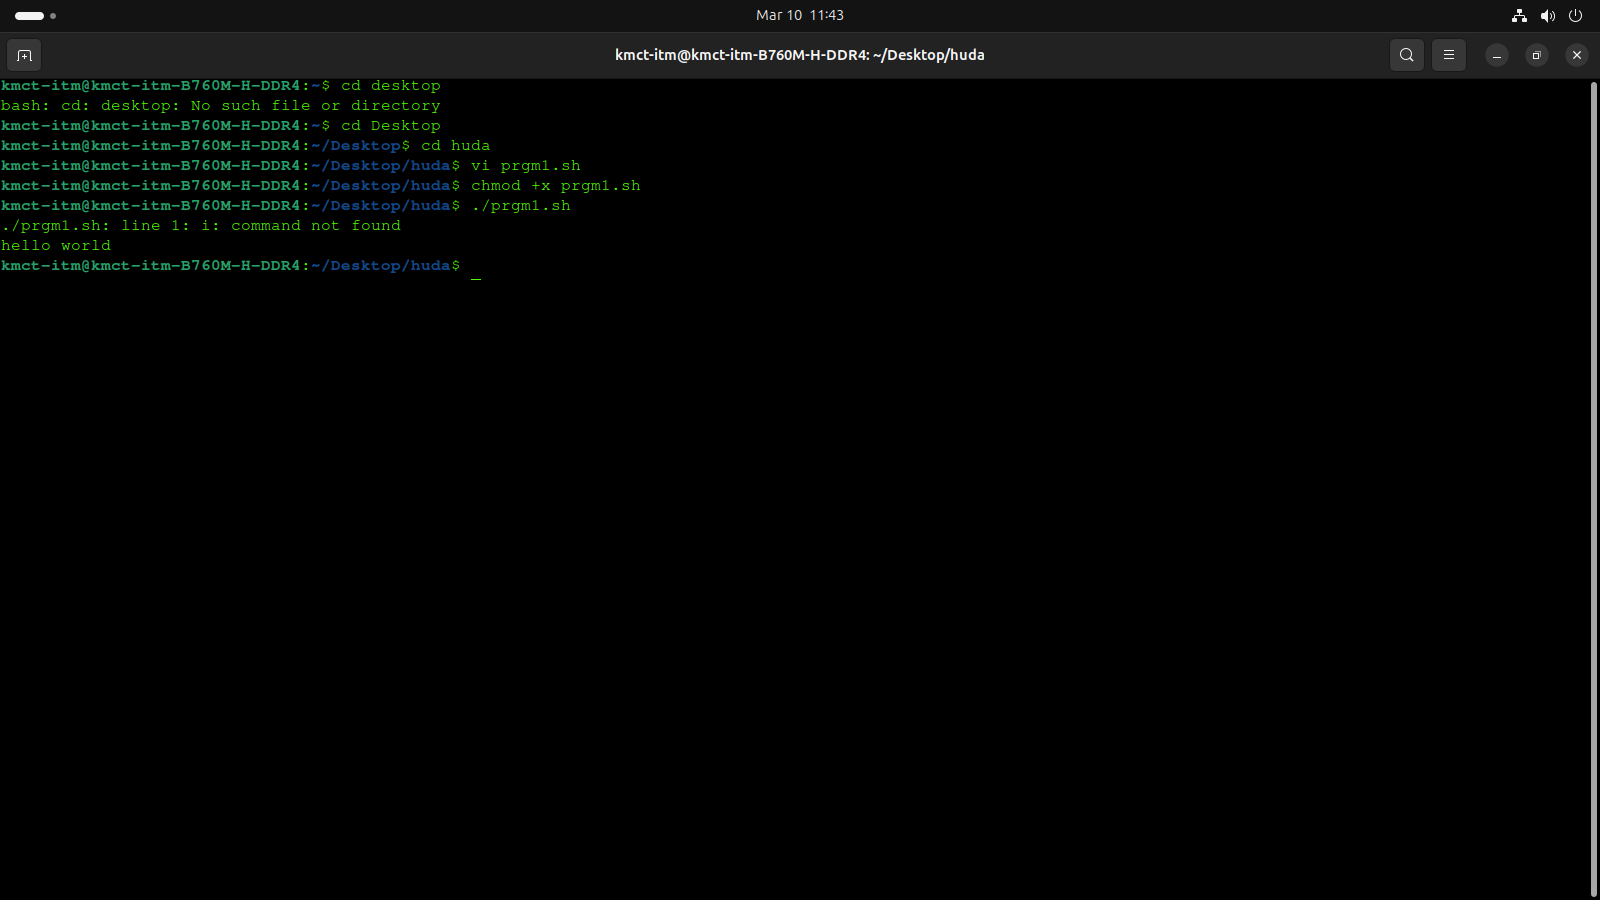 Mar 10 11:43
kmct-itm@kmct-itm-B760M-H-DDR4: ~/Desktop/huda
kmct-itm@kmct-itm-B760M-H-DDR4:~$ cd desktop
bash: cd: desktop: No such file or directory
kmct-itm@kmct-itm-B760M-H-DDR4:~$ cd Desktop
kmct-itm@kmct-itm-B760M-H-DDR4:~/Desktop$ cd huda
kmct-itm@kmct-itm-B760M-H-DDR4:~/Desktop/huda$ vi prgm1.sh
kmct-itm@kmct-itm-B760M-H-DDR4:~/Desktop/huda$ chmod +x prgm1.sh
kmct-itm@kmct-itm-B760M-H-DDR4:~/Desktop/huda$ ./prgm1.sh
./prgm1.sh: line 1: i: command not found
hello world
kmct-itm@kmct-itm-B760M-H-DDR4:~/Desktop/huda$ _